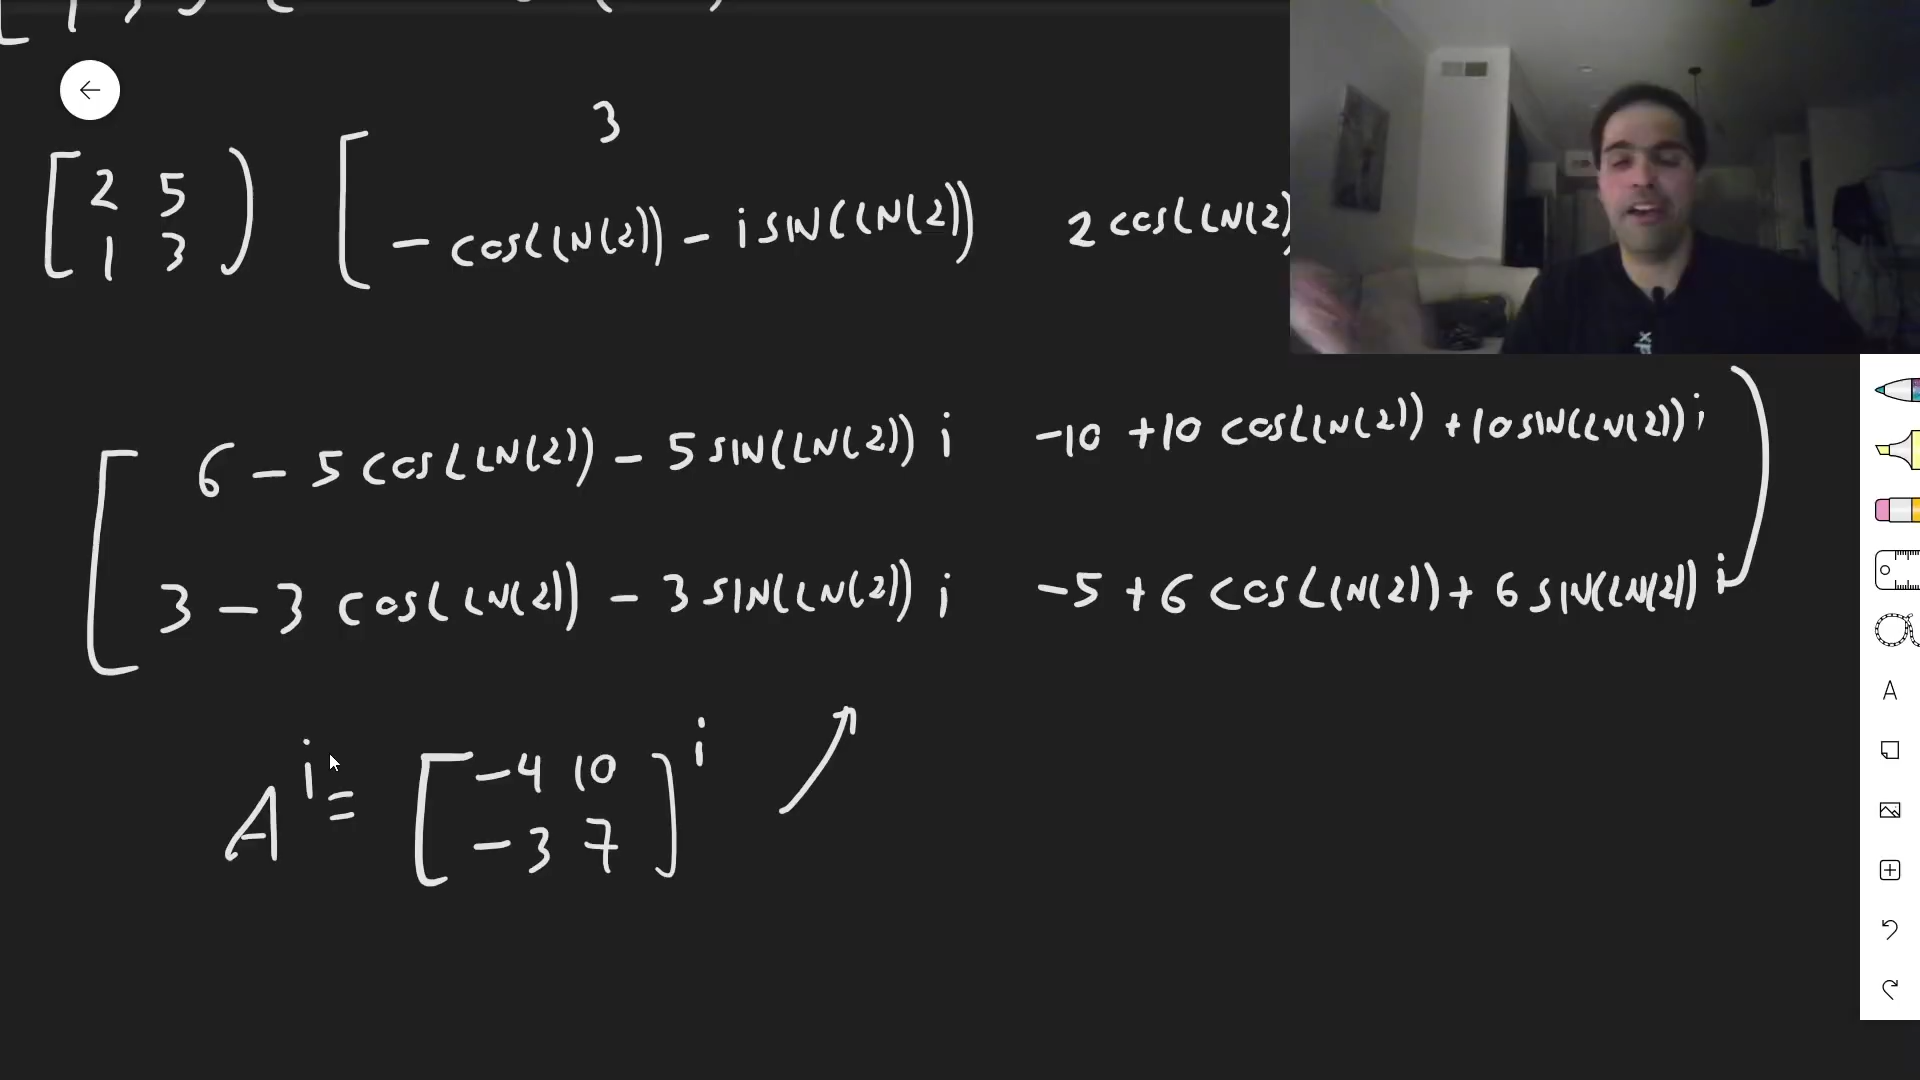 3
[ 2 5 ) [
1 3 - cos(LN(2)) - i sin(LN(2)) 2 cos(LN(2)
[ 6 - 5 cos(LN(2)) - 5 sin(LN(2)) i -10 + 10 cos(LN(2)) + 10 sin(LN(2)) i )
3 - 3 cos(LN(2)) - 3 sin(LN(2)) i -5 + 6 cos(LN(2)) + 6 sin(LN(2)) i
A^i = [ -4 10 ]^i
-3 7